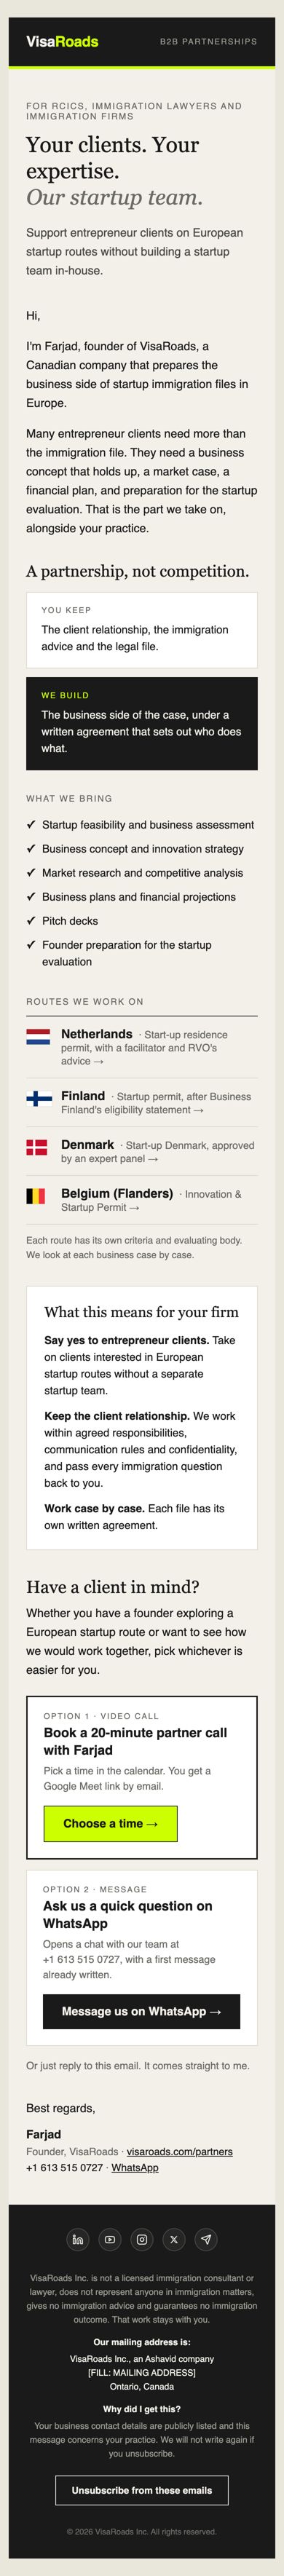 VisaRoads
B2B PARTNERSHIPS
FOR RCICS, IMMIGRATION LAWYERS AND
IMMIGRATION FIRMS
Your clients. Your
expertise.
Our startup team.
Support entrepreneur clients on European
startup routes without building a startup
team in-house.
Hi,
I'm Farjad, founder of VisaRoads, a
Canadian company that prepares the
business side of startup immigration files in
Europe.
Many entrepreneur clients need more than
the immigration file. They need a business
concept that holds up, a market case, a
financial plan, and preparation for the startup
evaluation. That is the part we take on,
alongside your practice.
A partnership, not competition.
YOU KEEP
The client relationship, the immigration
advice and the legal file.
WE BUILD
The business side of the case, under a
written agreement that sets out who does
what.
WHAT WE BRING
✓ Startup feasibility and business assessment
✓ Business concept and innovation strategy
✓ Market research and competitive analysis
✓ Business plans and financial projections
✓ Pitch decks
✓ Founder preparation for the startup
evaluation
ROUTES WE WORK ON
Netherlands · Start-up residence
permit, with a facilitator and RVO's
advice →
Finland · Startup permit, after Business
Finland's eligibility statement →
Denmark · Start-up Denmark, approved
by an expert panel →
Belgium (Flanders) · Innovation &
Startup Permit →
Each route has its own criteria and evaluating body.
We look at each business case by case.
What this means for your firm
Say yes to entrepreneur clients. Take
on clients interested in European
startup routes without a separate
startup team.
Keep the client relationship. We work
within agreed responsibilities,
communication rules and confidentiality,
and pass every immigration question
back to you.
Work case by case. Each file has its
own written agreement.
Have a client in mind?
Whether you have a founder exploring a
European startup route or want to see how
we would work together, pick whichever is
easier for you.
OPTION 1 · VIDEO CALL
Book a 20-minute partner call
with Farjad
Pick a time in the calendar. You get a
Google Meet link by email.
Choose a time →
OPTION 2 · MESSAGE
Ask us a quick question on
WhatsApp
Opens a chat with our team at
+1 613 515 0727, with a first message
already written.
Message us on WhatsApp →
Or just reply to this email. It comes straight to me.
Best regards,
Farjad
Founder, VisaRoads · visaroads.com/partners
+1 613 515 0727 · WhatsApp
VisaRoads Inc. is not a licensed immigration consultant or
lawyer, does not represent anyone in immigration matters,
gives no immigration advice and guarantees no immigration
outcome. That work stays with you.
Our mailing address is:
VisaRoads Inc., an Ashavid company
[FILL: MAILING ADDRESS]
Ontario, Canada
Why did I get this?
Your business contact details are publicly listed and this
message concerns your practice. We will not write again if
you unsubscribe.
Unsubscribe from these emails
© 2026 VisaRoads Inc. All rights reserved.